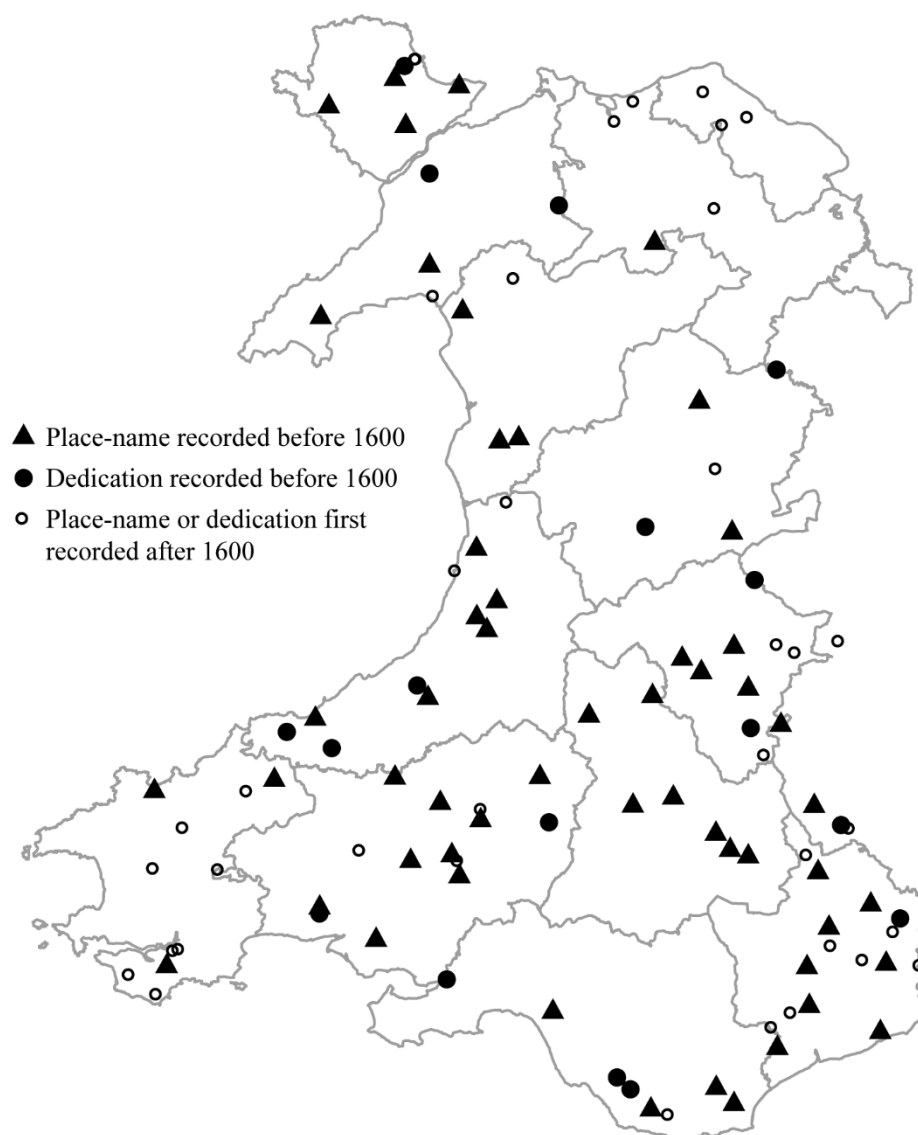 Place-name recorded before 1600
Dedication recorded before 1600
Place-name or dedication first
recorded after 1600